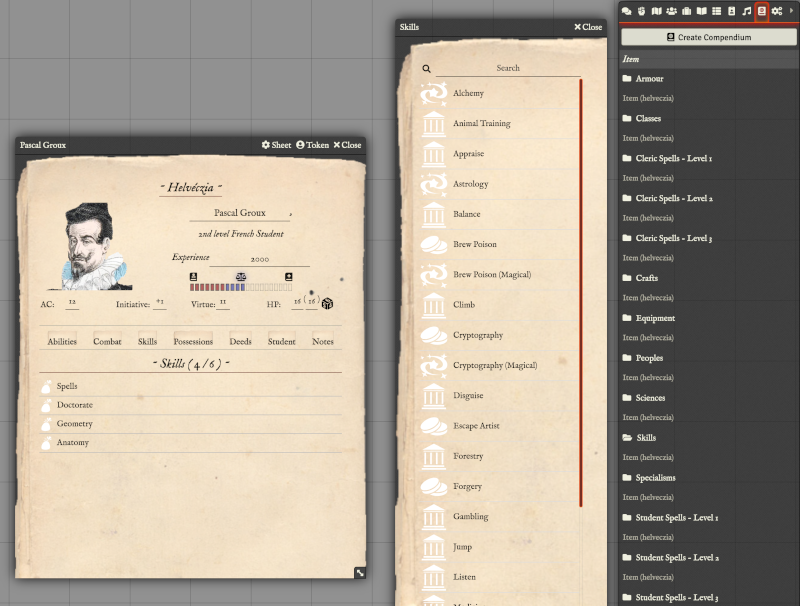 Pascal Groux
Sheet
Token
Close
~ Helvéczia ~
Pascal Groux
2nd level French Student
Experience 2000
AC: 12 Initiative: +1 Virtue: 11 HP: 16 ( 16 )
Abilities Combat Skills Possessions Deeds Student Notes
~ Skills ( 4 / 6 ) ~
Spells
Doctorate
Geometry
Anatomy
Skills
Close
Search
Alchemy
Animal Training
Appraise
Astrology
Balance
Brew Poison
Brew Poison (Magical)
Climb
Cryptography
Cryptography (Magical)
Disguise
Escape Artist
Forestry
Forgery
Gambling
Jump
Listen
Create Compendium
Item
Armour
Item (helveczia)
Classes
Item (helveczia)
Cleric Spells - Level 1
Item (helveczia)
Cleric Spells - Level 2
Item (helveczia)
Cleric Spells - Level 3
Item (helveczia)
Crafts
Item (helveczia)
Equipment
Item (helveczia)
Peoples
Item (helveczia)
Sciences
Item (helveczia)
Skills
Item (helveczia)
Specialisms
Item (helveczia)
Student Spells - Level 1
Item (helveczia)
Student Spells - Level 2
Item (helveczia)
Student Spells - Level 3